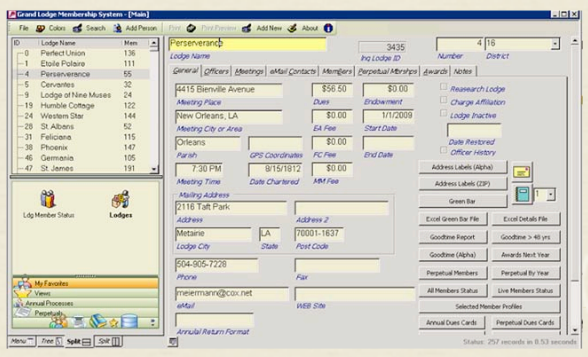 Grand Lodge Membership System - [Main]
File Colors Search Add Person Print Print Preview Add New About
ID Lodge Name Mem
0 Perfect Union 136
1 Etoile Polaire 111
4 Perserverance 55
5 Cervantes 32
9 Lodge of Nine Muses 24
19 Humble Cottage 122
24 Western Star 144
28 St. Albans 52
31 Feliciana 115
38 Phoenix 147
46 Germania 105
47 St. James 191
Ldg Member Status Lodges
My Favorites
Views
Annual Processes
Perpetuals
Menu Tree Split Split
Perserverance 3435 4 16
Lodge Name Inq Lodge ID Number District
General Officers Meetings eMail Contacts Members Perpetual Mbrshps Awards Notes
4415 Bienville Avenue $56.50 $0.00 Reasearch Lodge
Meeting Place Dues Endowment Charge Affiliation
New Orleans, LA $0.00 1/1/2009 Lodge Inactive
Meeting City or Area EA Fee Start Date
Orleans $0.00 Date Restored
Parish GPS Coordinates FC Fee End Date Officer History
7:30 PM 8/15/1812 $0.00
Meeting Time Date Chartered MM Fee
Mailing Address
2116 Taft Park
Address Address 2
Metairie LA 70001-1637
Lodge City State Post Code
504-905-7228
Phone Fax
meiermann@cox.net
eMail WEB Site
Annulal Return Format
Address Labels (Alpha)
Address Labels (ZIP)
Green Bar 1
Excel Green Bar File Excel Details File
Goodtime Report Goodtime > 48 yrs
Goodtime (Alpha) Awards Next Year
Perpetual Members Perpetual By Year
All Members Status Live Members Status
Selected Member Profiles
Annual Dues Cards Perpetual Dues Cards
Status: 257 records in 0.53 seconds